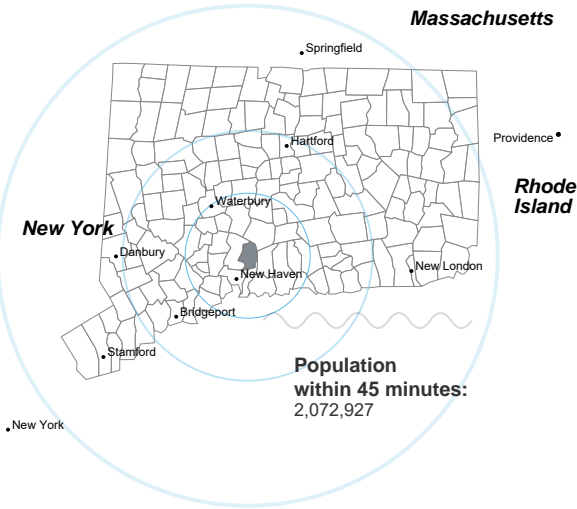 Massachusetts
Springfield
Providence
Hartford
Rhode
Island
Waterbury
New York
Danbury
New London
New Haven
Bridgeport
Stamford
Population
within 45 minutes:
2,072,927
New York